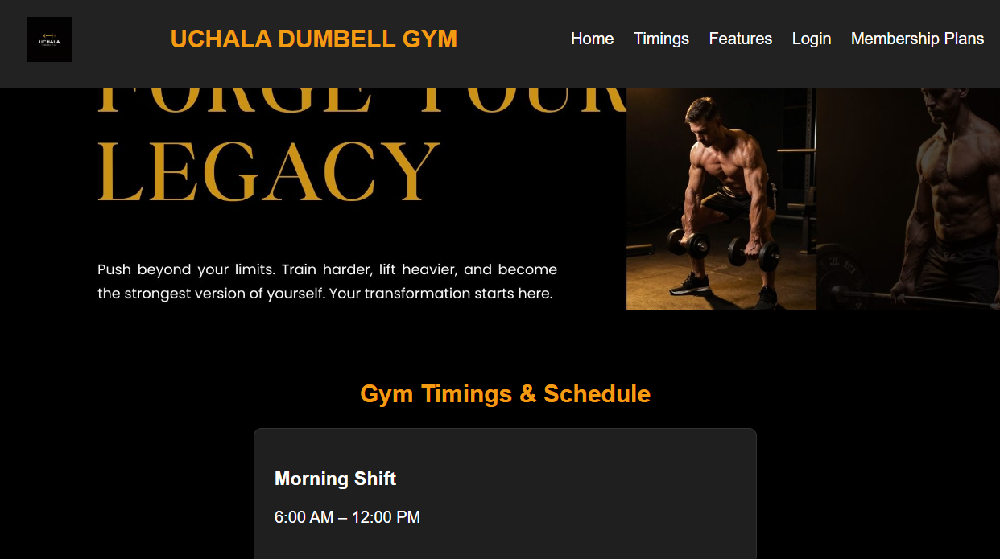 UCHALA
UCHALA DUMBELL GYM
Home Timings Features Login Membership Plans
FORGE YOUR
LEGACY
Push beyond your limits. Train harder, lift heavier, and become
the strongest version of yourself. Your transformation starts here.
Gym Timings & Schedule
Morning Shift
6:00 AM – 12:00 PM